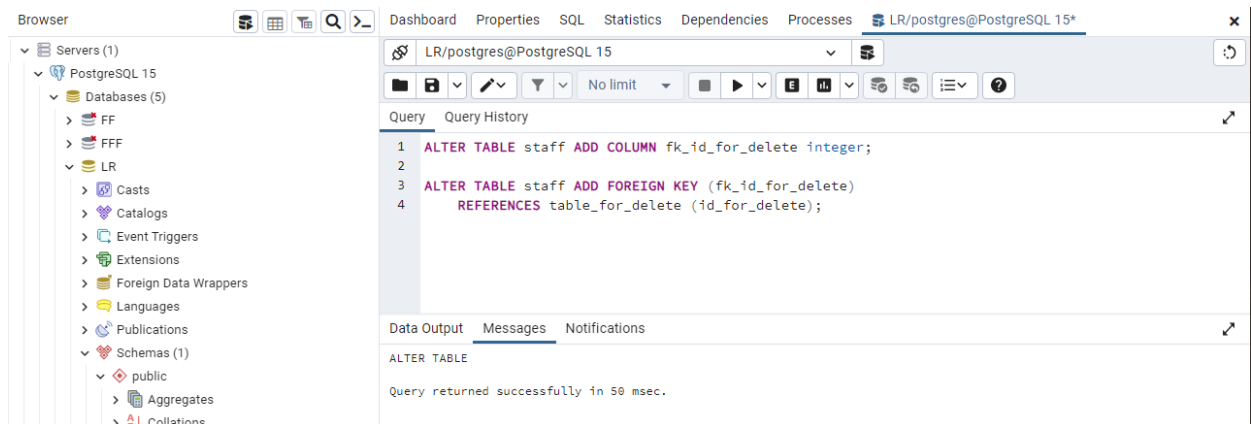 Browser
Dashboard Properties SQL Statistics Dependencies Processes LR/postgres@PostgreSQL 15*
Servers (1)
PostgreSQL 15
Databases (5)
FF
FFF
LR
Casts
Catalogs
Event Triggers
Extensions
Foreign Data Wrappers
Languages
Publications
Schemas (1)
public
Aggregates
Collations
LR/postgres@PostgreSQL 15
No limit
E
Query Query History
1 ALTER TABLE staff ADD COLUMN fk_id_for_delete integer;
2
3 ALTER TABLE staff ADD FOREIGN KEY (fk_id_for_delete)
4 REFERENCES table_for_delete (id_for_delete);
Data Output Messages Notifications
ALTER TABLE
Query returned successfully in 50 msec.